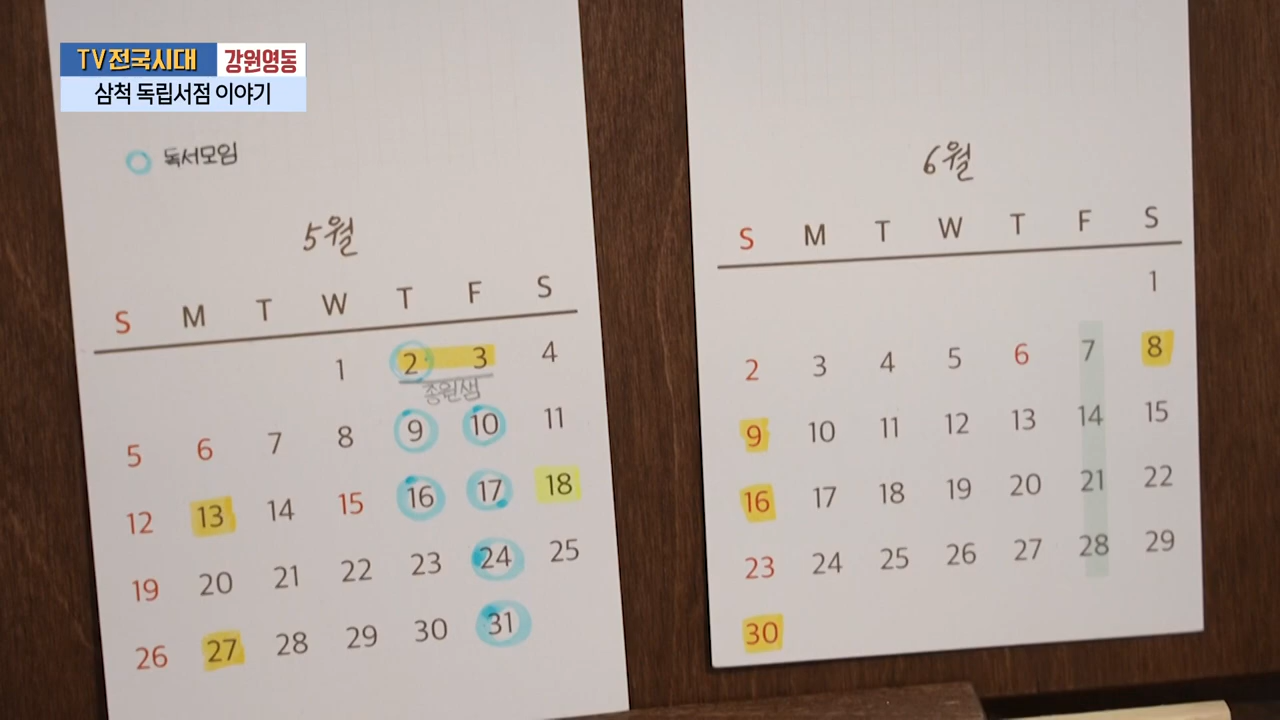 TV전국시대 강원영동
삼척 독립서점 이야기
독서모임
5월
S M T W T F S
1 2 3 4
종원쌤
5 6 7 8 9 10 11
12 13 14 15 16 17 18
19 20 21 22 23 24 25
26 27 28 29 30 31
6월
S M T W T F S
1
2 3 4 5 6 7 8
9 10 11 12 13 14 15
16 17 18 19 20 21 22
23 24 25 26 27 28 29
30